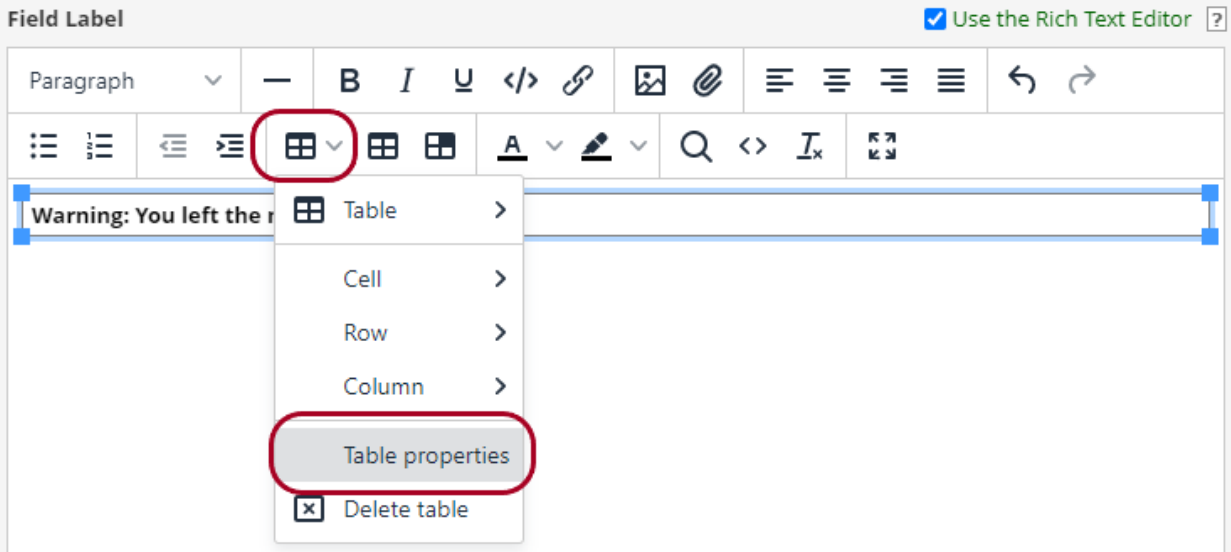 Field Label
Use the Rich Text Editor ?
Paragraph
B I U </>
A <>
Warning: You left the
Table
Cell
Row
Column
Table properties
Delete table